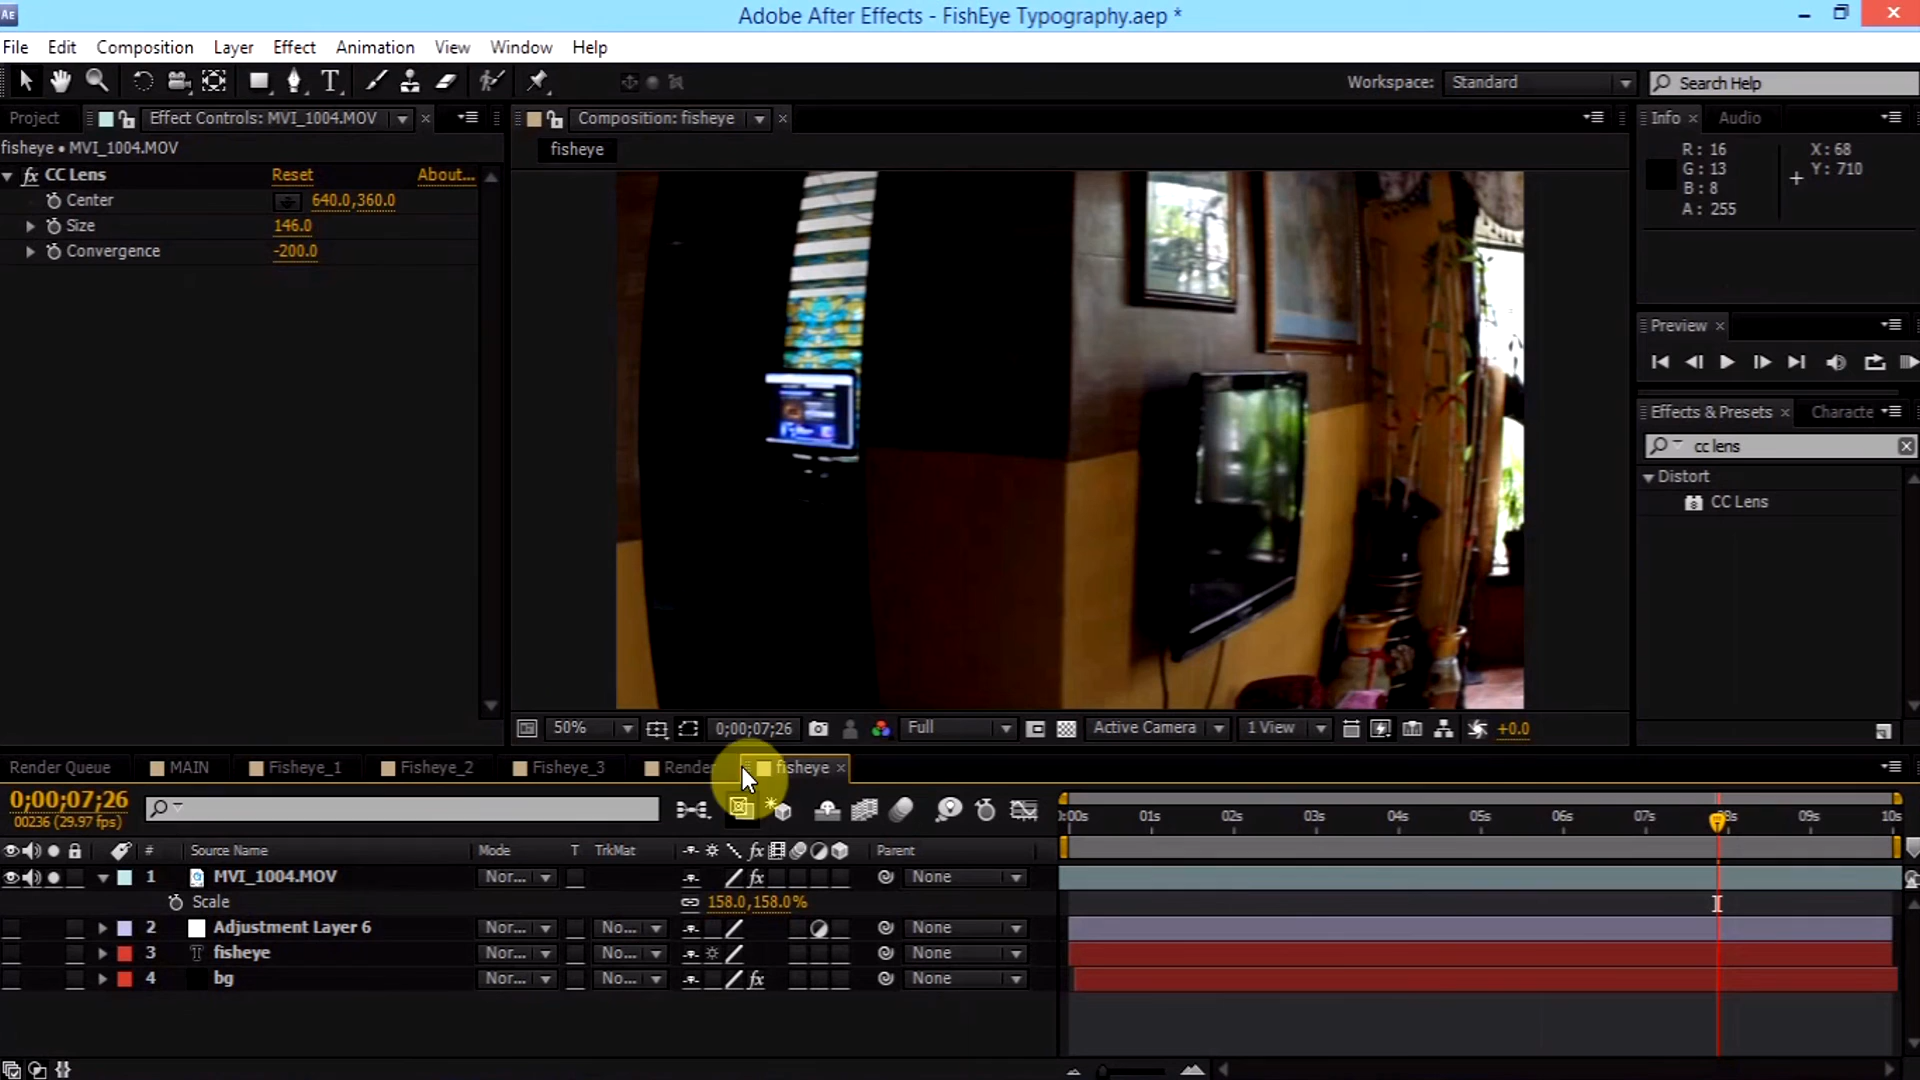 Ae
Adobe After Effects - FishEye Typography.aep *
File Edit Composition Layer Effect Animation View Window Help
T
Workspace: Standard
Search Help
Project Effect Controls: MVI_1004.MOV
fisheye • MVI_1004.MOV
fx CC Lens Reset About...
Center 640.0,360.0
Size 146.0
Convergence -200.0
Composition: fisheye
fisheye
Info Audio
R: 16 X: 68
G: 13 Y: 710
B: 8
A: 255
Preview
Effects & Presets Characte
cc lens
Distort
CC Lens
50% 0;00;07;26 Full Active Camera 1 View +0.0
Render Queue MAIN Fisheye_1 Fisheye_2 Fisheye_3 Render fisheye
0;00;07;26
00236 (29.97 fps)
:00s 01s 02s 03s 04s 05s 06s 07s 8s 09s 10s
# Source Name Mode T TrkMat fx Parent
1 MVI_1004.MOV Nor... fx None
Scale 158.0,158.0%
2 Adjustment Layer 6 Nor... No... None
3 T fisheye Nor... No... None
4 bg Nor... No... fx None